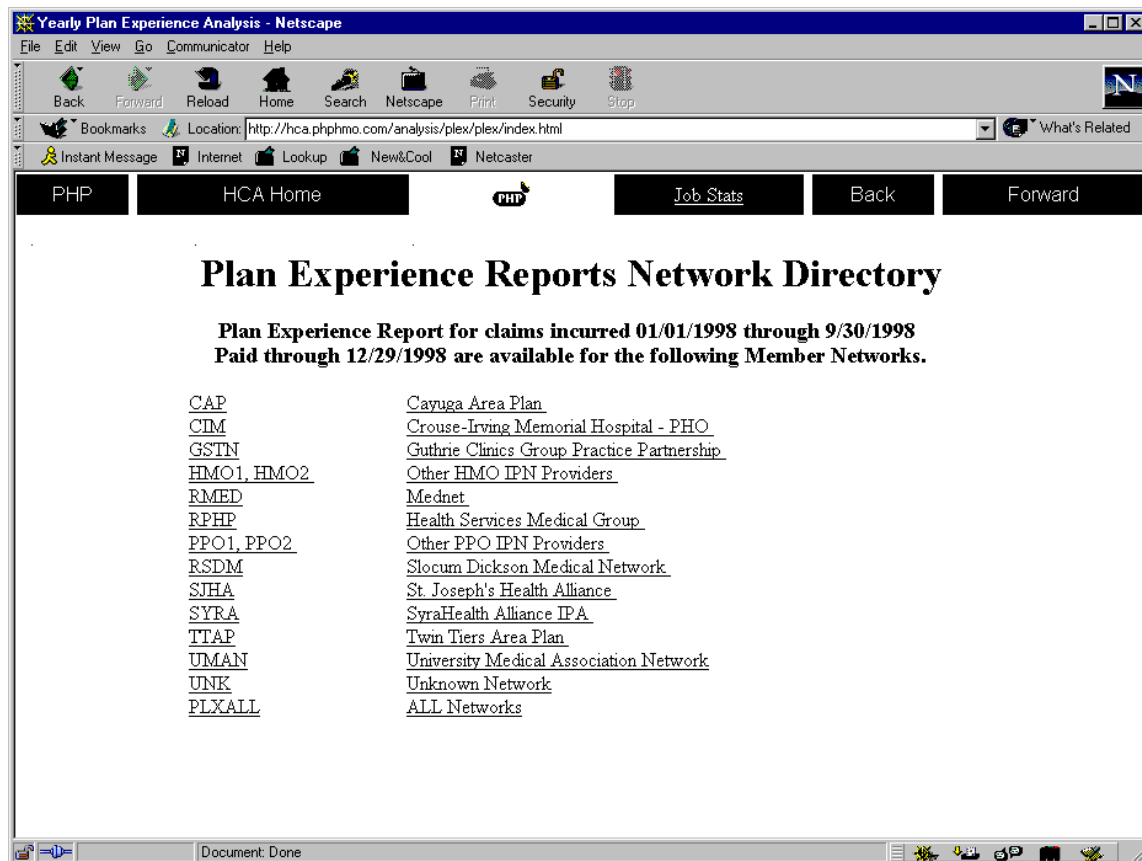 Yearly Plan Experience Analysis - Netscape
File Edit View Go Communicator Help
Back Forward Reload Home Search Netscape Print Security Stop
N
Bookmarks Location: http://hca.phphmo.com/analysis/plex/plex/index.html What's Related
Instant Message Internet Lookup New&Cool Netcaster
PHP HCA Home PHP Job Stats Back Forward
Plan Experience Reports Network Directory
Plan Experience Report for claims incurred 01/01/1998 through 9/30/1998
Paid through 12/29/1998 are available for the following Member Networks.
CAP Cayuga Area Plan
CIM Crouse-Irving Memorial Hospital - PHO
GSTN Guthrie Clinics Group Practice Partnership
HMO1, HMO2 Other HMO IPN Providers
RMED Mednet
RPHP Health Services Medical Group
PPO1, PPO2 Other PPO IPN Providers
RSDM Slocum Dickson Medical Network
SJHA St. Joseph's Health Alliance
SYRA SyraHealth Alliance IPA
TTAP Twin Tiers Area Plan
UMAN University Medical Association Network
UNK Unknown Network
PLXALL ALL Networks
Document: Done